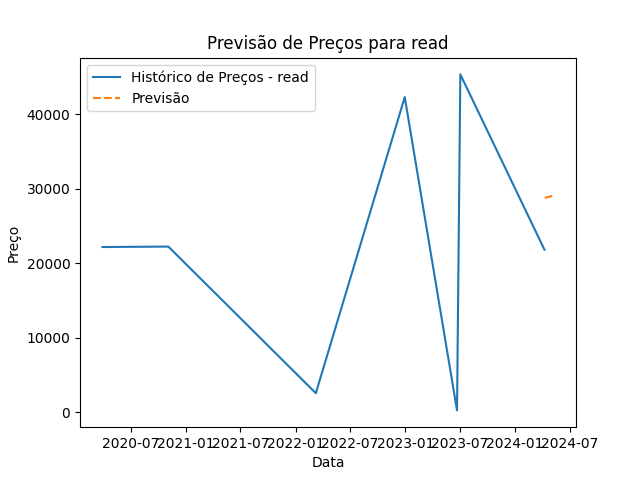 Previsão de Preços para read
Histórico de Preços - read
Previsão
Preço
40000
30000
20000
10000
0
2020-07 2021-01 2021-07 2022-01 2022-07 2023-01 2023-07 2024-01 2024-07
Data